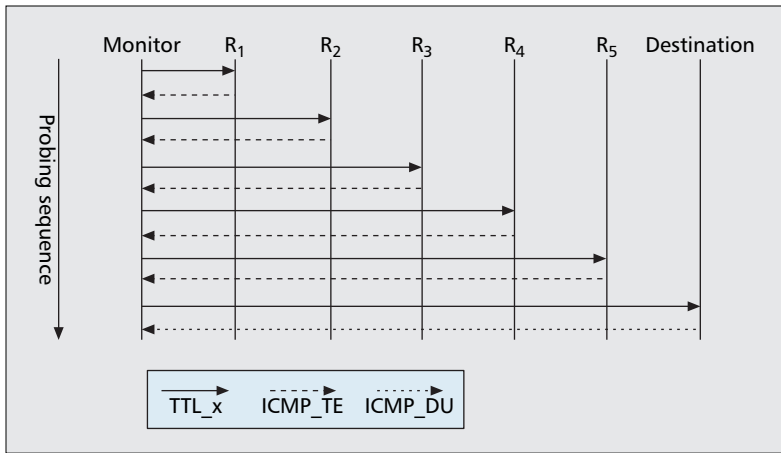 Monitor R1 R2 R3 R4 R5 Destination
Probing sequence
TTL_x ICMP_TE ICMP_DU